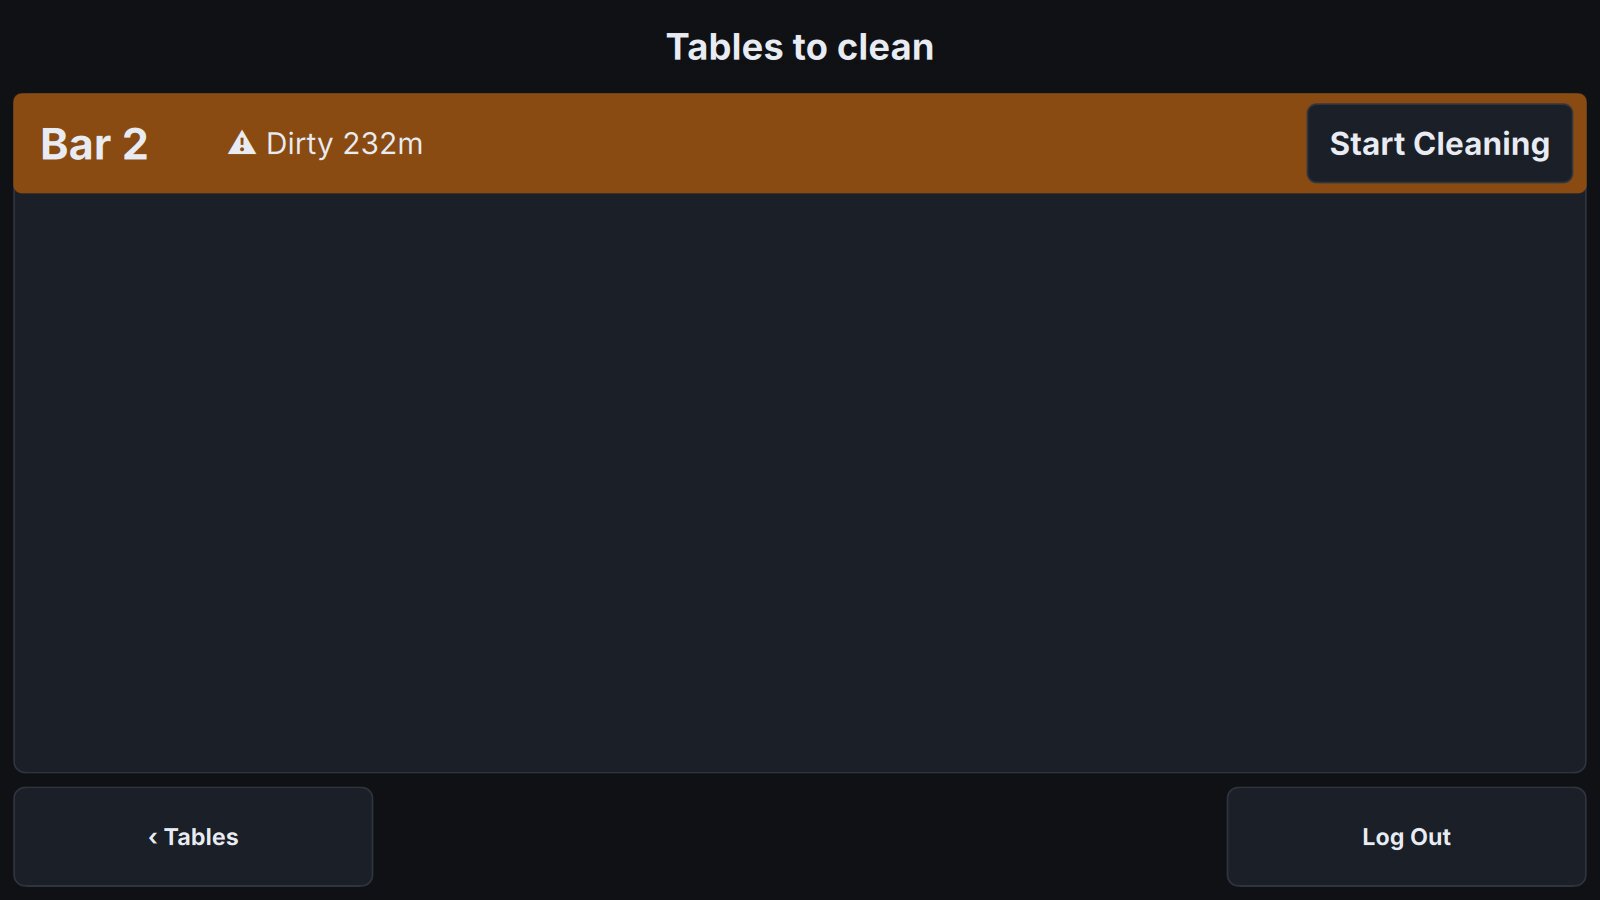 Tables to clean
Bar 2
⚠ Dirty 232m
Start Cleaning
‹ Tables
Log Out